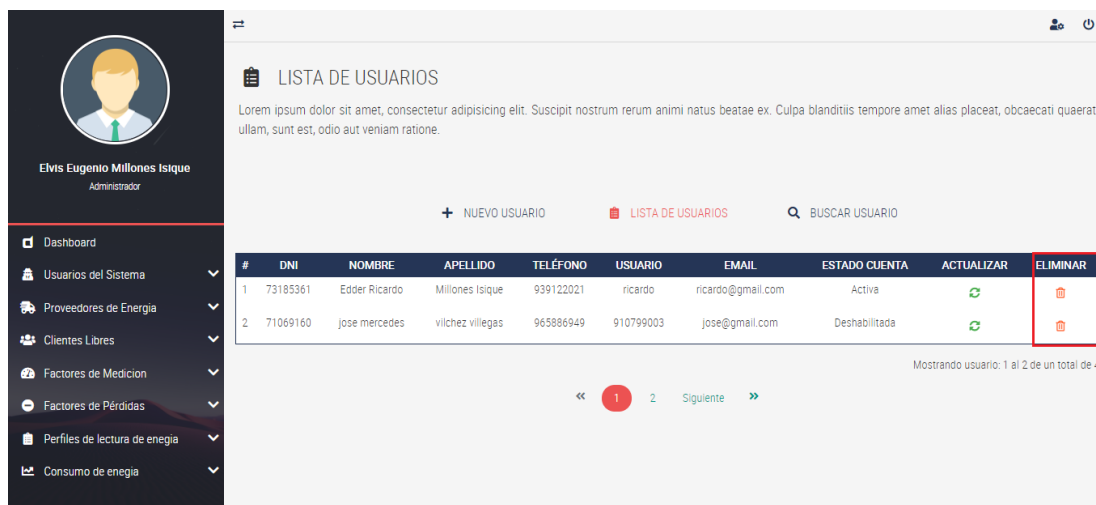 Elvis Eugenio Millones Isique
Administrador
Dashboard
Usuarios del Sistema
Proveedores de Energia
Clientes Libres
Factores de Medicion
Factores de Pérdidas
Perfiles de lectura de enegia
Consumo de enegia
LISTA DE USUARIOS
Lorem ipsum dolor sit amet, consectetur adipisicing elit. Suscipit nostrum rerum animi natus beatae ex. Culpa blanditiis tempore amet alias placeat, obcaecati quaerat
ullam, sunt est, odio aut veniam ratione.
NUEVO USUARIO LISTA DE USUARIOS BUSCAR USUARIO
# DNI NOMBRE APELLIDO TELÉFONO USUARIO EMAIL ESTADO CUENTA ACTUALIZAR ELIMINAR
1 73185361 Edder Ricardo Millones Isique 939122021 ricardo ricardo@gmail.com Activa
2 71069160 jose mercedes vilchez villegas 965886949 910799003 jose@gmail.com Deshabilitada
Mostrando usuario: 1 al 2 de un total de 4
« 1 2 Siguiente »